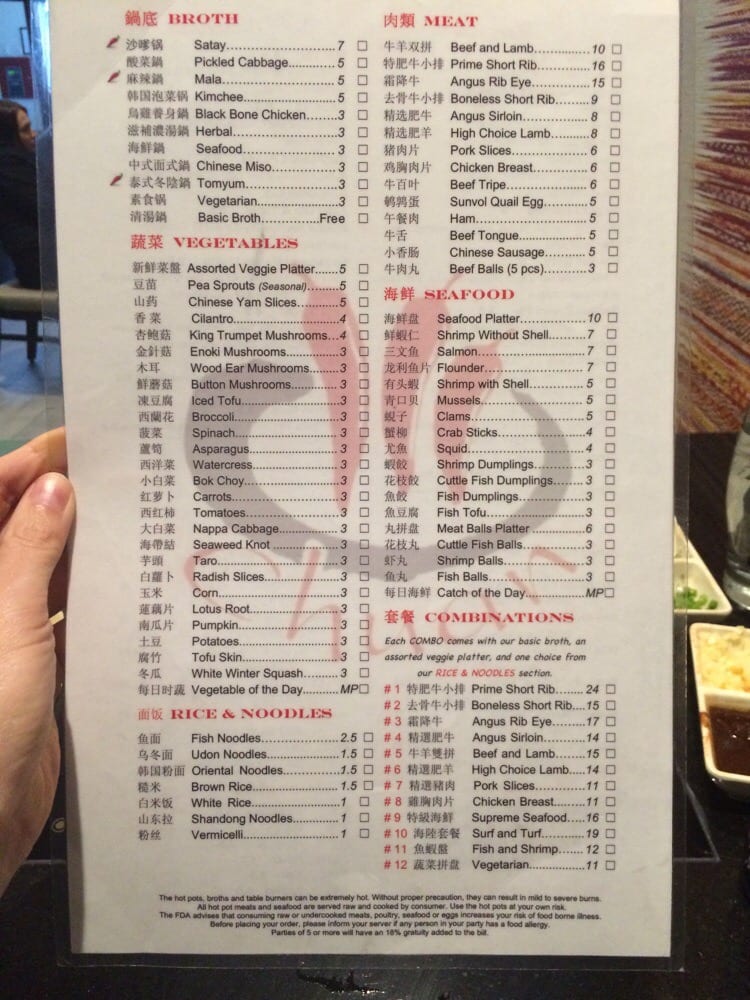 鍋底 BROTH
沙嗲锅 Satay 7 ☐
酸菜鍋 Pickled Cabbage 5 ☐
麻辣鍋 Mala 5 ☐
韩国泡菜锅 Kimchee 5 ☐
烏雞養身鍋 Black Bone Chicken 3 ☐
滋補濃湯鍋 Herbal 3 ☐
海鮮鍋 Seafood 3 ☐
中式面式鍋 Chinese Miso 3 ☐
泰式冬陰鍋 Tomyum 3 ☐
素食锅 Vegetarian 3 ☐
清湯鍋 Basic Broth Free ☐
蔬菜 VEGETABLES
新鮮菜盤 Assorted Veggie Platter 5 ☐
豆苗 Pea Sprouts (Seasonal) 5 ☐
山药 Chinese Yam Slices 5 ☐
香菜 Cilantro 4 ☐
杏鲍菇 King Trumpet Mushrooms 4 ☐
金針菇 Enoki Mushrooms 3 ☐
木耳 Wood Ear Mushrooms 3 ☐
鮮蘑菇 Button Mushrooms 3 ☐
凍豆腐 Iced Tofu 3 ☐
西蘭花 Broccoli 3 ☐
菠菜 Spinach 3 ☐
蘆筍 Asparagus 3 ☐
西洋菜 Watercress 3 ☐
小白菜 Bok Choy 3 ☐
红萝卜 Carrots 3 ☐
西红柿 Tomatoes 3 ☐
大白菜 Nappa Cabbage 3 ☐
海帶結 Seaweed Knot 3 ☐
芋頭 Taro 3 ☐
白蘿卜 Radish Slices 3 ☐
玉米 Corn 3 ☐
蓮藕片 Lotus Root 3 ☐
南瓜片 Pumpkin 3 ☐
土豆 Potatoes 3 ☐
腐竹 Tofu Skin 3 ☐
冬瓜 White Winter Squash 3 ☐
每日时蔬 Vegetable of the Day MP ☐
面饭 RICE & NOODLES
鱼面 Fish Noodles 2.5 ☐
乌冬面 Udon Noodles 1.5 ☐
韩国粉面 Oriental Noodles 1.5 ☐
糙米 Brown Rice 1.5 ☐
白米饭 White Rice 1 ☐
山东拉 Shandong Noodles 1 ☐
粉丝 Vermicelli 1 ☐
肉類 MEAT
牛羊双拼 Beef and Lamb 10 ☐
特肥牛小排 Prime Short Rib 16 ☐
霜降牛 Angus Rib Eye 15 ☐
去骨牛小排 Boneless Short Rib 9 ☐
精选肥牛 Angus Sirloin 8 ☐
精选肥羊 High Choice Lamb 8 ☐
猪肉片 Pork Slices 6 ☐
鸡胸肉片 Chicken Breast 6 ☐
牛百叶 Beef Tripe 6 ☐
鹌鹑蛋 Sunvol Quail Egg 5 ☐
午餐肉 Ham 5 ☐
牛舌 Beef Tongue 5 ☐
小香肠 Chinese Sausage 5 ☐
牛肉丸 Beef Balls (5 pcs) 3 ☐
海鲜 SEAFOOD
海鲜盘 Seafood Platter 10 ☐
鲜蝦仁 Shrimp Without Shell 7 ☐
三文鱼 Salmon 7 ☐
龙利鱼片 Flounder 7 ☐
有头蝦 Shrimp with Shell 5 ☐
青口贝 Mussels 5 ☐
蜆子 Clams 5 ☐
蟹柳 Crab Sticks 4 ☐
尤魚 Squid 4 ☐
蝦餃 Shrimp Dumplings 3 ☐
花枝餃 Cuttle Fish Dumplings 3 ☐
魚餃 Fish Dumplings 3 ☐
魚豆腐 Fish Tofu 3 ☐
丸拼盤 Meat Balls Platter 6 ☐
花枝丸 Cuttle Fish Balls 3 ☐
虾丸 Shrimp Balls 3 ☐
鱼丸 Fish Balls 3 ☐
每日海鲜 Catch of the Day MP ☐
套餐 COMBINATIONS
Each COMBO comes with our basic broth, an
assorted veggie platter, and one choice from
our RICE & NOODLES section.
# 1 特肥牛小排 Prime Short Rib 24 ☐
# 2 去骨牛小排 Boneless Short Rib 15 ☐
# 3 霜降牛 Angus Rib Eye 17 ☐
# 4 精選肥牛 Angus Sirloin 14 ☐
# 5 牛羊雙拼 Beef and Lamb 15 ☐
# 6 精選肥羊 High Choice Lamb 14 ☐
# 7 精選豬肉 Pork Slices 11 ☐
# 8 雞胸肉片 Chicken Breast 11 ☐
# 9 特級海鮮 Supreme Seafood 16 ☐
# 10 海陸套餐 Surf and Turf 19 ☐
# 11 魚蝦盤 Fish and Shrimp 12 ☐
# 12 蔬菜拼盘 Vegetarian 11 ☐
The hot pots, broths and table burners can be extremely hot. Without proper precaution, they can result in mild to severe burns.
All hot pot meats and seafood are served raw and cooked by consumer. Use the hot pots at your own risk.
The FDA advises that consuming raw or undercooked meats, poultry, seafood or eggs increases your risk of food borne illness.
Before placing your order, please inform your server if any person in your party has a food allergy.
Parties of 5 or more will have an 18% gratuity added to the bill.